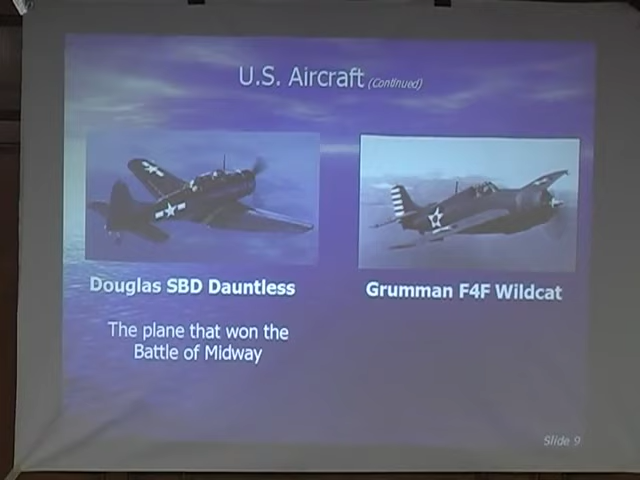 U.S. Aircraft (Continued)
Douglas SBD Dauntless
Grumman F4F Wildcat
The plane that won the
Battle of Midway
Slide 9